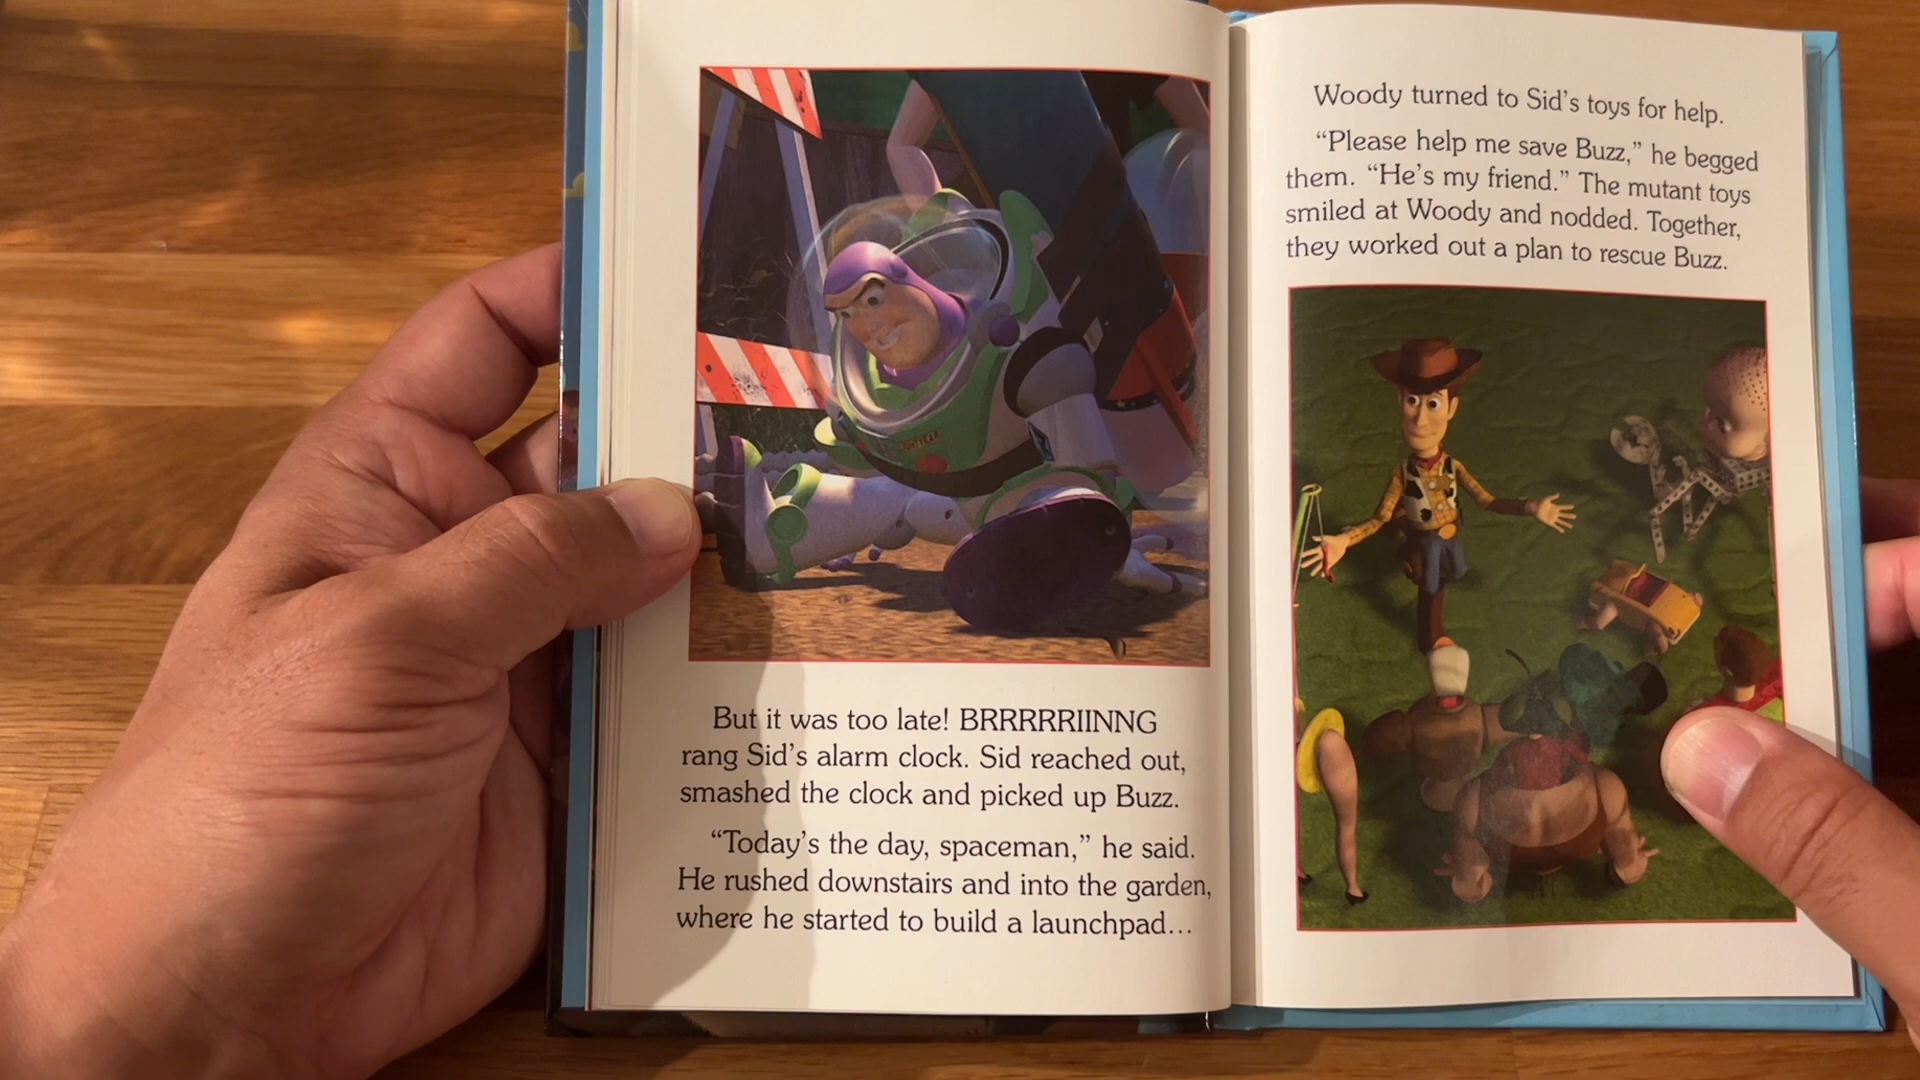 But it was too late! BRRRRRIINNG
rang Sid's alarm clock. Sid reached out,
smashed the clock and picked up Buzz.
“Today's the day, spaceman,” he said.
He rushed downstairs and into the garden,
where he started to build a launchpad...
Woody turned to Sid's toys for help.
“Please help me save Buzz,” he begged
them. “He's my friend.” The mutant toys
smiled at Woody and nodded. Together,
they worked out a plan to rescue Buzz.